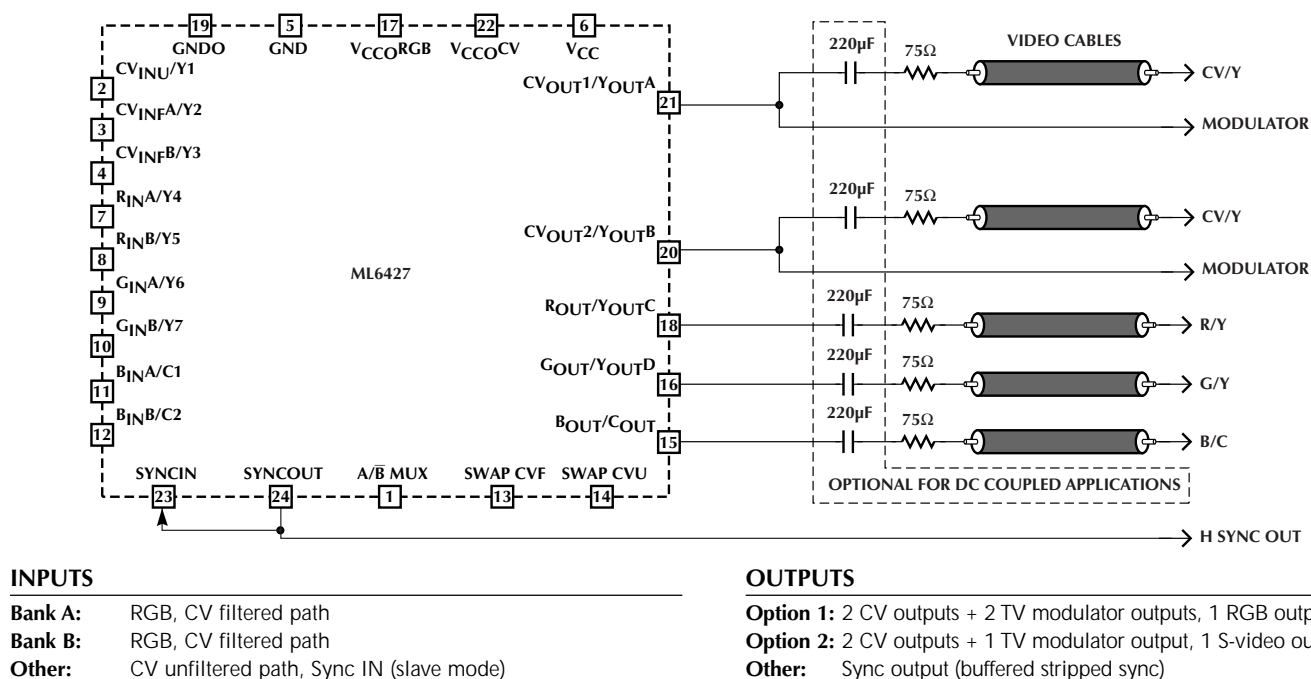 19 5 17 22 6
GNDO GND VCCORGB VCCOCV VCC
CVINU/Y1
2
CVINFA/Y2
3
CVINFB/Y3
4
RINA/Y4
7
RINB/Y5
8
GINA/Y6
9
GINB/Y7
10
BINA/C1
11
BINB/C2
12
ML6427
CVOUT1/YOUTA
21
CVOUT2/YOUTB
20
ROUT/YOUTC
18
GOUT/YOUTD
16
BOUT/COUT
15
SYNCIN SYNCOUT A/B̅ MUX SWAP CVF SWAP CVU
23 24 1 13 14
220µF 75Ω VIDEO CABLES
CV/Y
MODULATOR
220µF 75Ω
CV/Y
MODULATOR
220µF 75Ω
R/Y
220µF 75Ω
G/Y
220µF 75Ω
B/C
OPTIONAL FOR DC COUPLED APPLICATIONS
H SYNC OUT
INPUTS
Bank A: RGB, CV filtered path
Bank B: RGB, CV filtered path
Other: CV unfiltered path, Sync IN (slave mode)
OUTPUTS
Option 1: 2 CV outputs + 2 TV modulator outputs, 1 RGB outp
Option 2: 2 CV outputs + 1 TV modulator output, 1 S-video ou
Other: Sync output (buffered stripped sync)